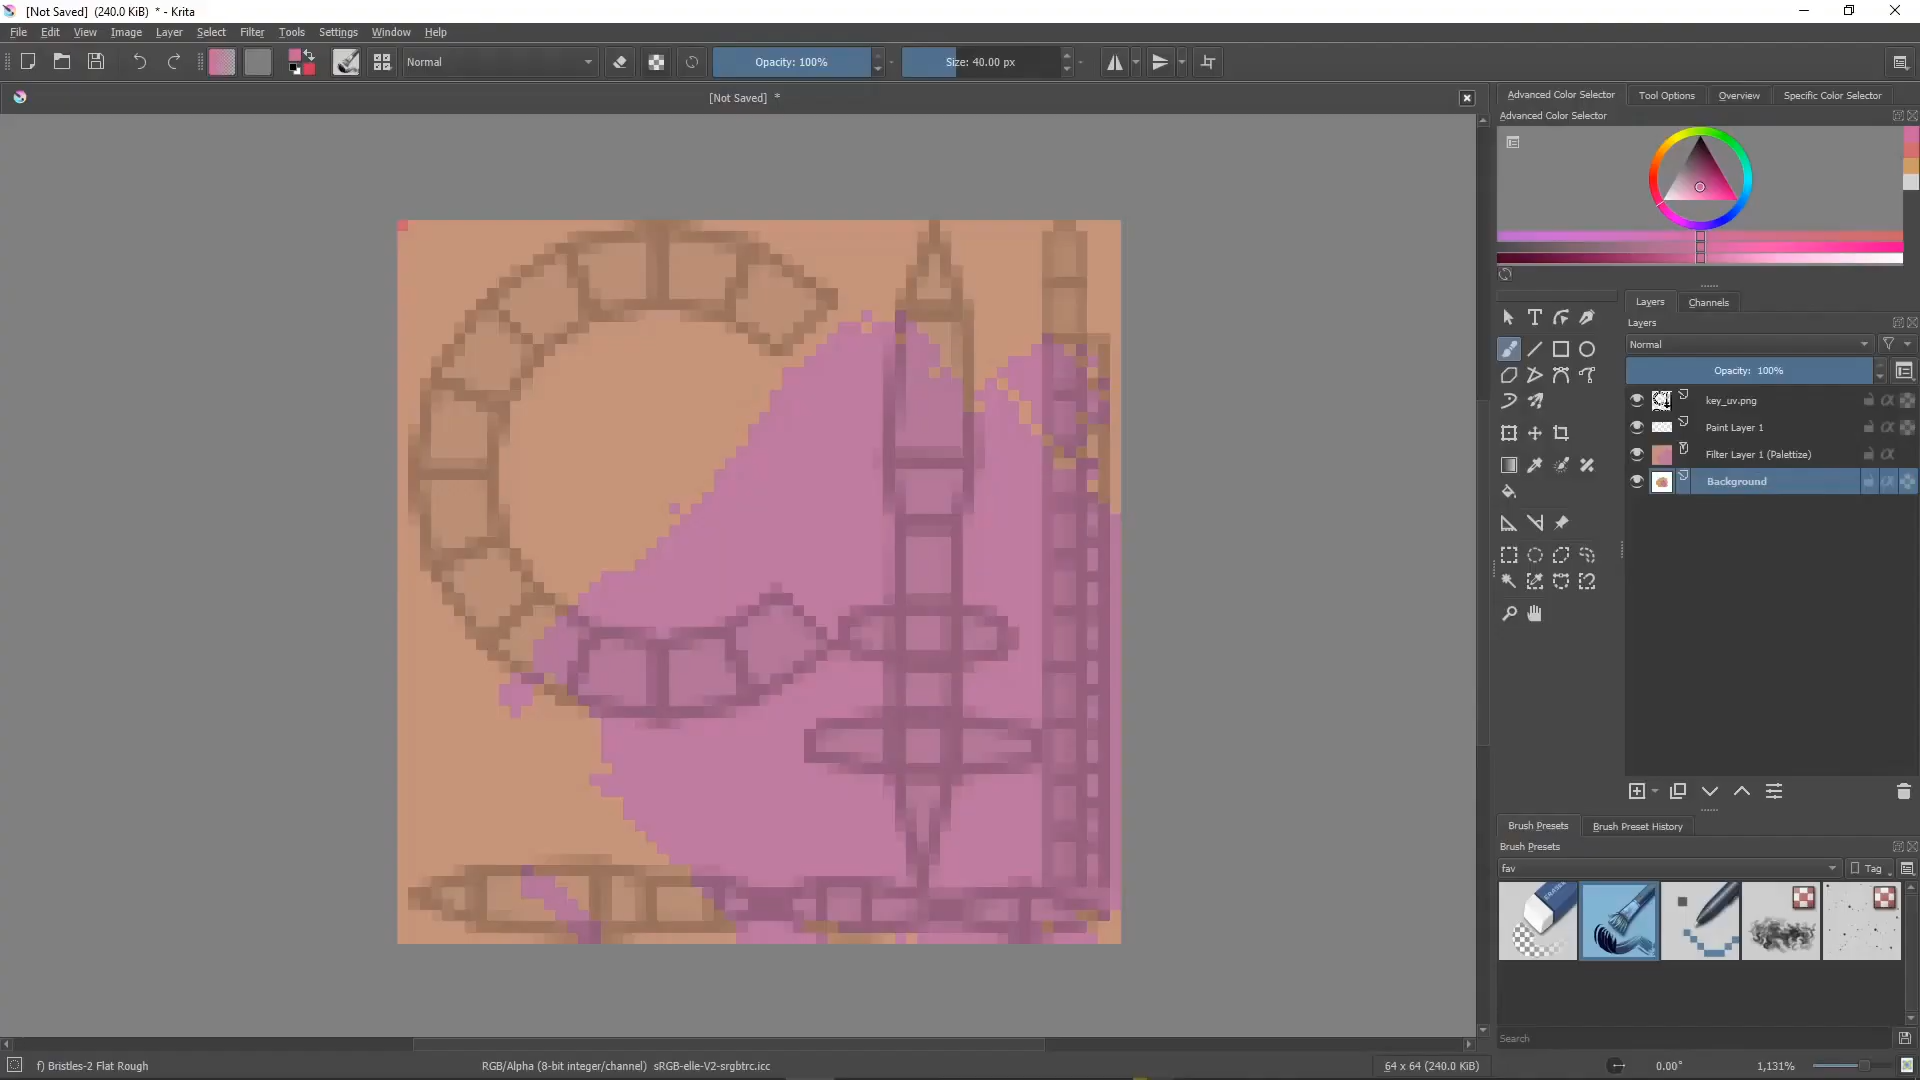 [Not Saved]  (240.0 KiB)  * - Krita
File Edit View Image Layer Select Filter Tools Settings Window Help
Normal Opacity: 100% Size: 40.00 px
[Not Saved]  *
Advanced Color Selector Tool Options Overview Specific Color Selector
Advanced Color Selector
Layers Channels
Layers
Normal
Opacity:  100%
key_uv.png
Paint Layer 1
Filter Layer 1 (Palettize)
Background
Brush Presets Brush Preset History
Brush Presets
fav Tag
Search
f) Bristles-2 Flat Rough RGB/Alpha (8-bit integer/channel)  sRGB-elle-V2-srgbtrc.icc 64 x 64 (240.0 KiB) 0.00° 1,131%